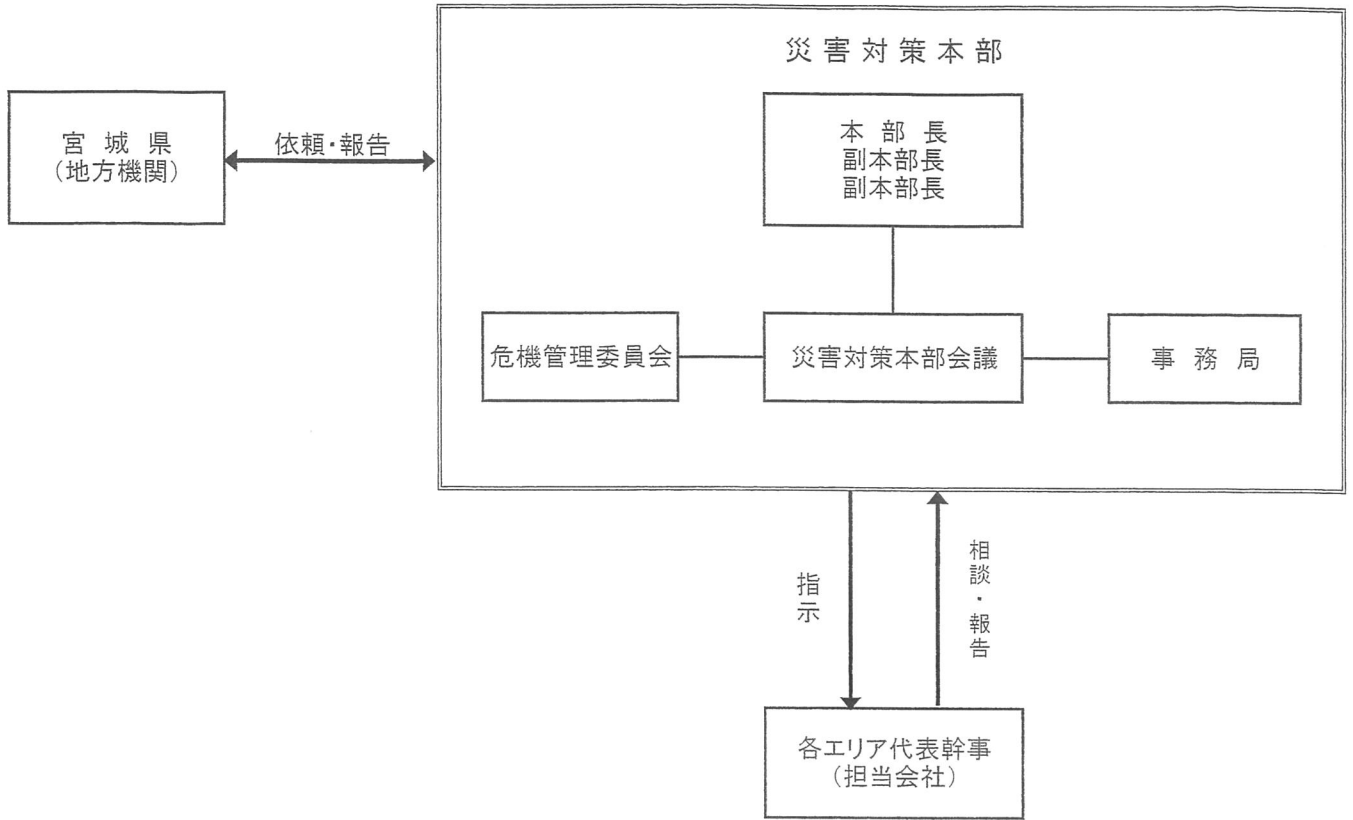 災害対策本部
宮城県
(地方機関)
依頼・報告
本部長
副本部長
副本部長
危機管理委員会
災害対策本部会議
事務局
指示
相談・報告
各エリア代表幹事
(担当会社)